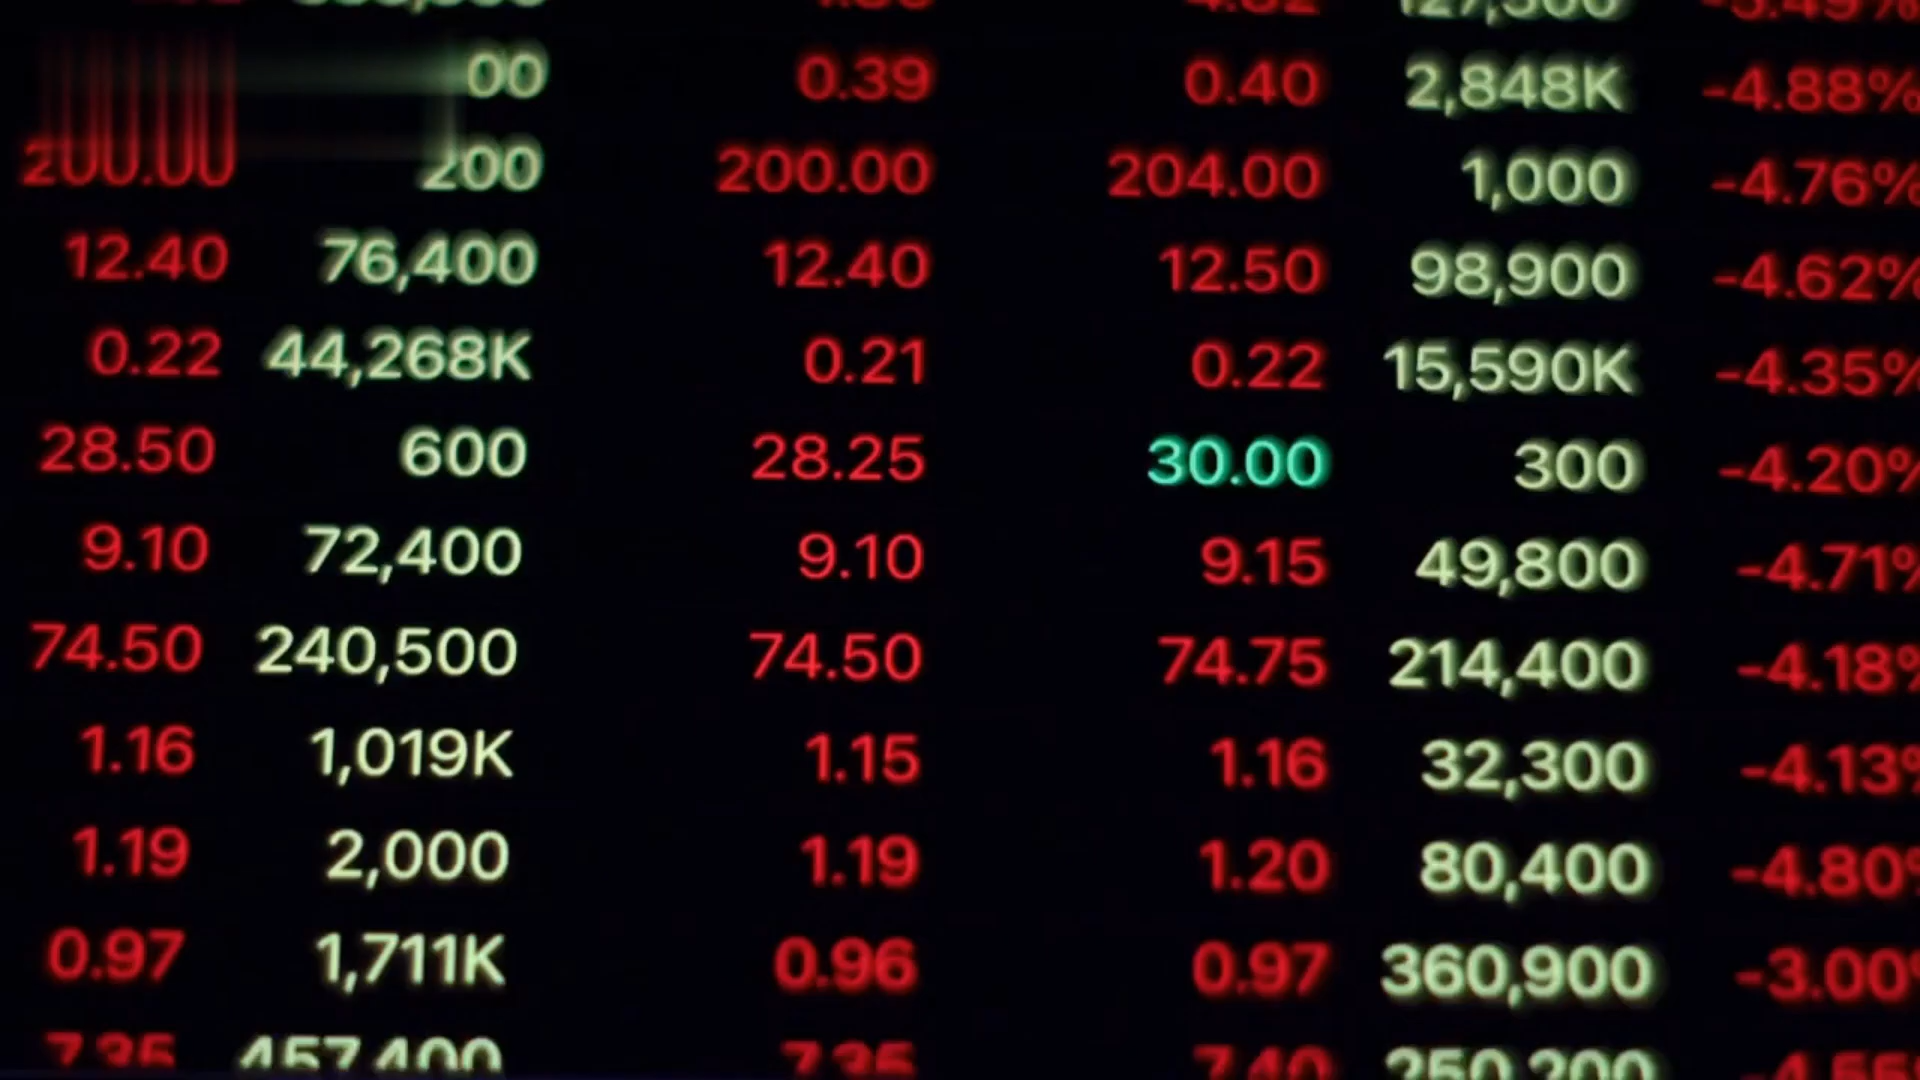 00 0.39 0.40 2,848K -4.88%
200.00 200 200.00 204.00 1,000 -4.76%
12.40 76,400 12.40 12.50 98,900 -4.62%
0.22 44,268K 0.21 0.22 15,590K -4.35%
28.50 600 28.25 30.00 300 -4.20%
9.10 72,400 9.10 9.15 49,800 -4.71%
74.50 240,500 74.50 74.75 214,400 -4.18%
1.16 1,019K 1.15 1.16 32,300 -4.13%
1.19 2,000 1.19 1.20 80,400 -4.80%
0.97 1,711K 0.96 0.97 360,900 -3.00%
7.35 457,400 7.35 7.40 250,200